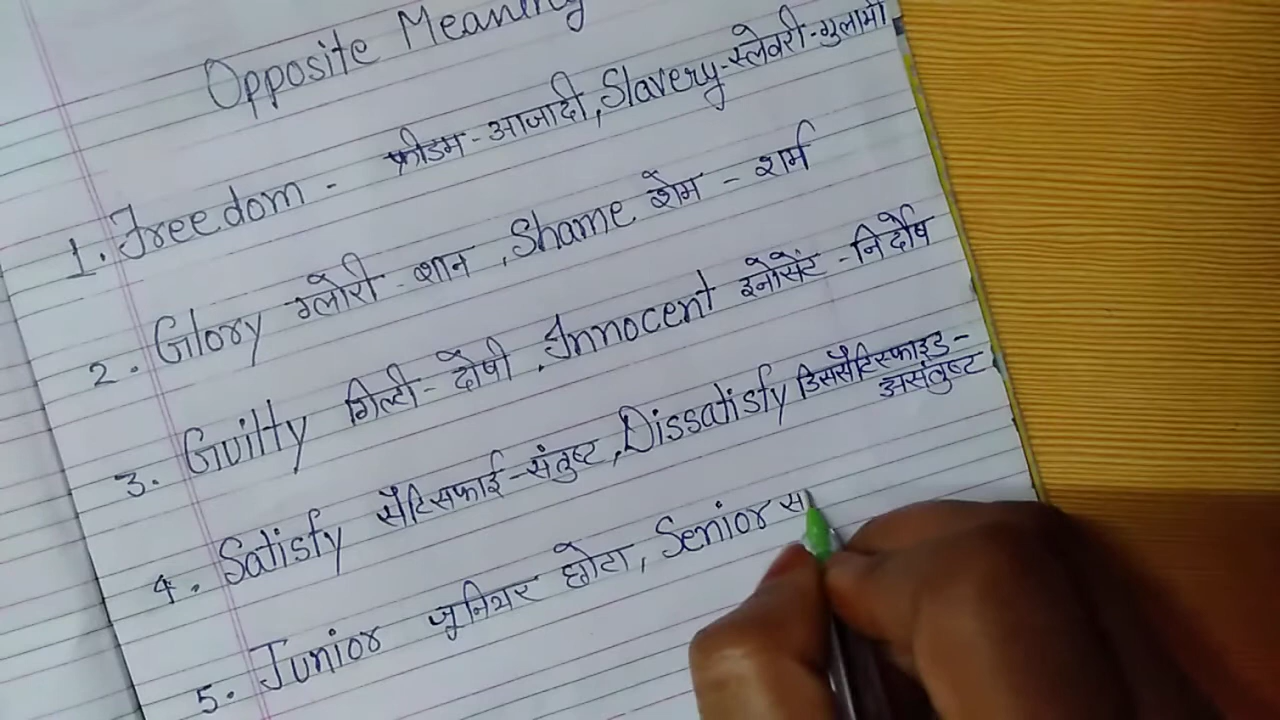 Opposite Meaning
1. Freedom - फ्रीडम - आजादी, Slavery - स्लेवरी - गुलामी
2. Glory ग्लोरी - शान, Shame शेम - शर्म
3. Guilty गिल्टी - दोषी, Innocent इनोसेंट - निर्दोष
4. Satisfy सेटिसफाई - संतुष्ट, Dissatisfy डिससेटिस्फाइड -
असंतुष्ट
5. Junior जूनियर छोटा, Senior स